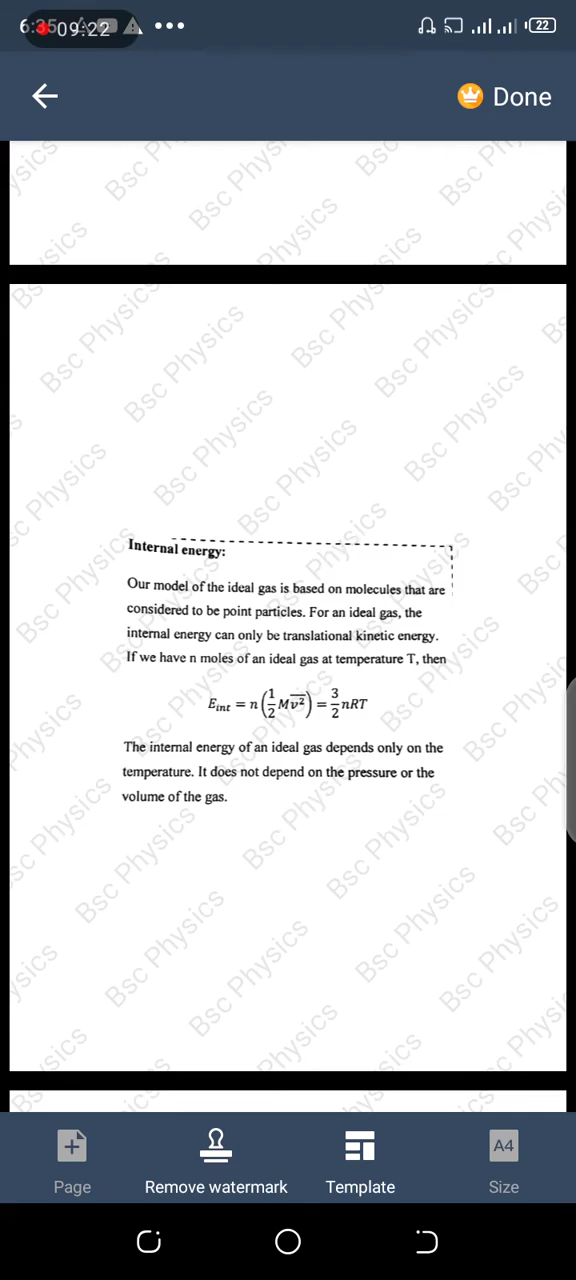 6:35 09:22 ••• 22
Done
Bsc Physics
Internal energy:
Our model of the ideal gas is based on molecules that are
considered to be point particles. For an ideal gas, the
internal energy can only be translational kinetic energy.
If we have n moles of an ideal gas at temperature T, then
E_int = n(1/2 M v̅²) = 3/2 nRT
The internal energy of an ideal gas depends only on the
temperature. It does not depend on the pressure or the
volume of the gas.
Page Remove watermark Template A4 Size